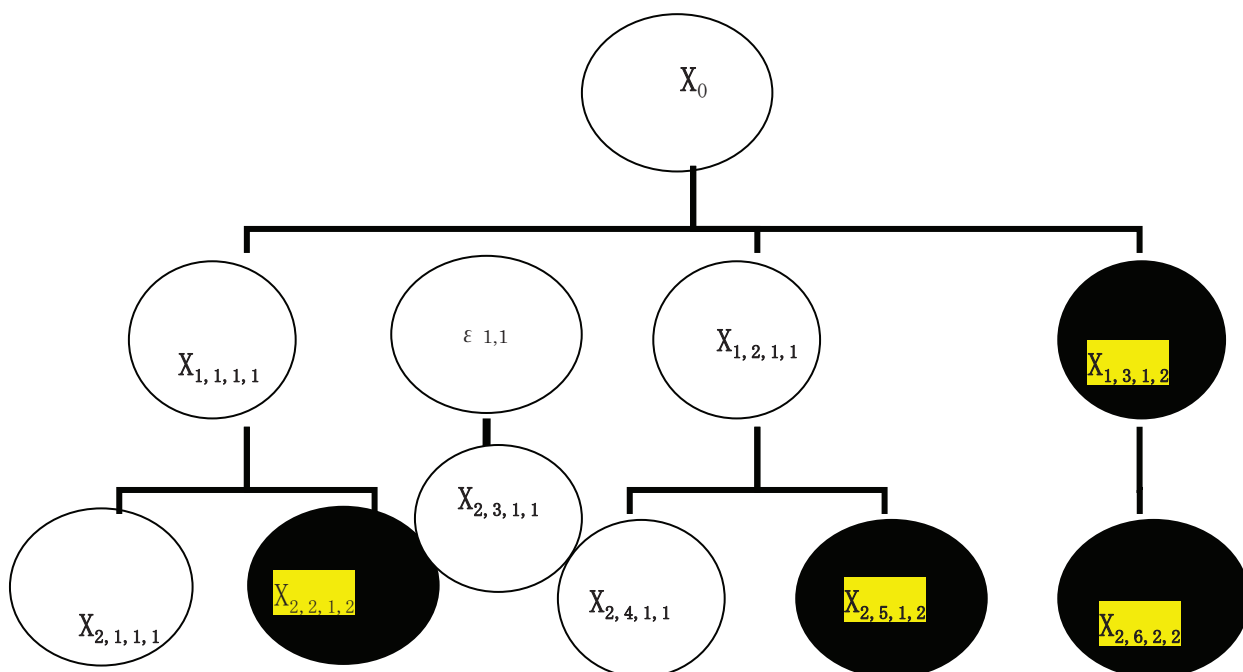 X₀
X₁,₁,₁,₁
ε 1,1
X₁,₂,₁,₁
X₁,₃,₁,₂
X₂,₁,₁,₁
X₂,₂,₁,₂
X₂,₃,₁,₁
X₂,₄,₁,₁
X₂,₅,₁,₂
X₂,₆,₂,₂